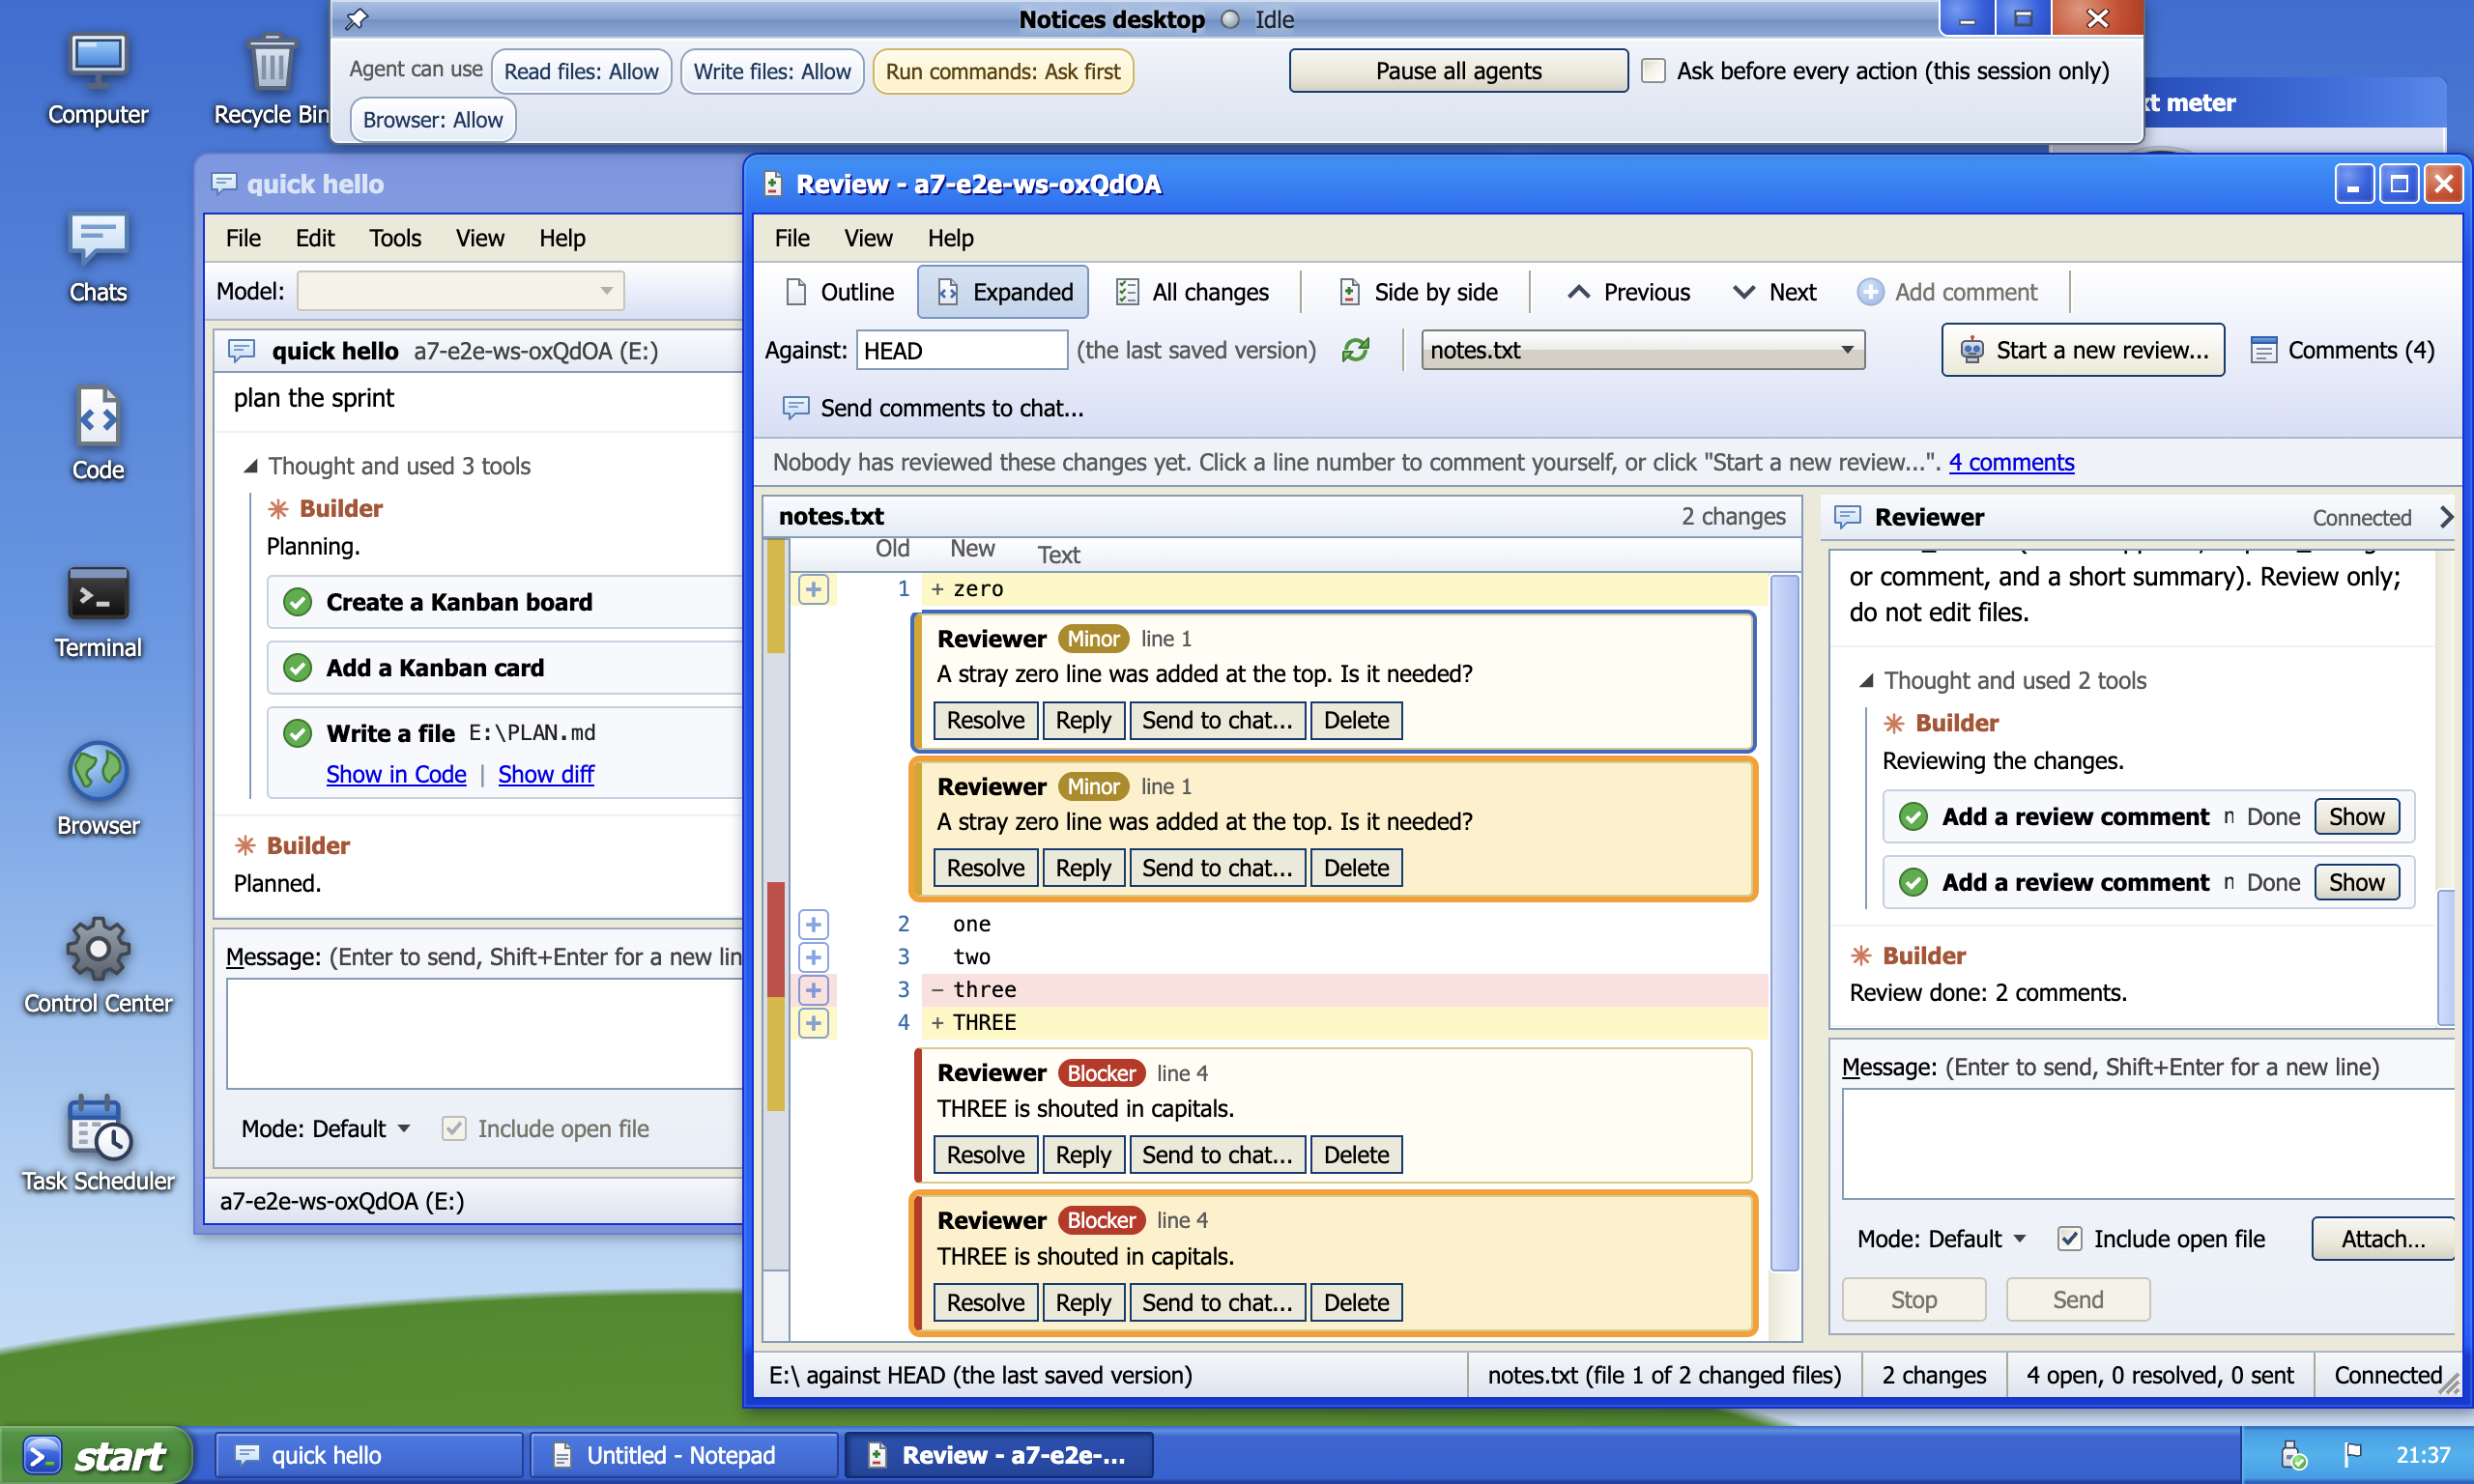 Notices desktop Idle
Agent can use Read files: Allow Write files: Allow Run commands: Ask first
Browser: Allow
Pause all agents Ask before every action (this session only)
meter
Computer
Recycle Bin
Chats
Code
Terminal
Browser
Control Center
Task Scheduler
quick hello
File Edit Tools View Help
Model:
quick hello a7-e2e-ws-oxQdOA (E:)
plan the sprint
Thought and used 3 tools
Builder
Planning.
Create a Kanban board
Add a Kanban card
Write a file E:\PLAN.md
Show in Code | Show diff
Builder
Planned.
Message: (Enter to send, Shift+Enter for a new lin
Mode: Default Include open file
a7-e2e-ws-oxQdOA (E:)
Review - a7-e2e-ws-oxQdOA
File View Help
Outline Expanded All changes Side by side Previous Next Add comment
Against: HEAD (the last saved version) notes.txt Start a new review... Comments (4)
Send comments to chat...
Nobody has reviewed these changes yet. Click a line number to comment yourself, or click "Start a new review...". 4 comments
notes.txt 2 changes
Old New Text
1 + zero
Reviewer Minor line 1
A stray zero line was added at the top. Is it needed?
Resolve Reply Send to chat... Delete
Reviewer Minor line 1
A stray zero line was added at the top. Is it needed?
Resolve Reply Send to chat... Delete
2 one
3 two
3 − three
4 + THREE
Reviewer Blocker line 4
THREE is shouted in capitals.
Resolve Reply Send to chat... Delete
Reviewer Blocker line 4
THREE is shouted in capitals.
Resolve Reply Send to chat... Delete
Reviewer Connected
or comment, and a short summary). Review only;
do not edit files.
Thought and used 2 tools
Builder
Reviewing the changes.
Add a review comment n Done Show
Add a review comment n Done Show
Builder
Review done: 2 comments.
Message: (Enter to send, Shift+Enter for a new line)
Mode: Default Include open file Attach...
Stop Send
E:\ against HEAD (the last saved version) notes.txt (file 1 of 2 changed files) 2 changes 4 open, 0 resolved, 0 sent Connected
start quick hello Untitled - Notepad Review - a7-e2e-... 21:37